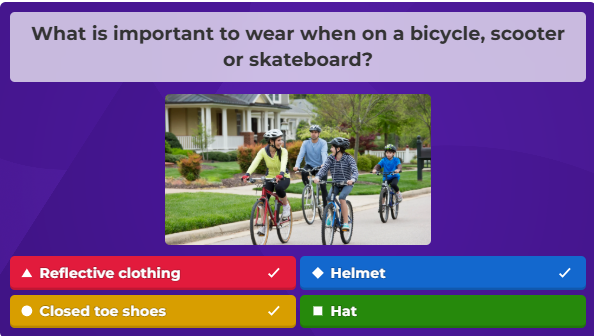 What is important to wear when on a bicycle, scooter
or skateboard?
Reflective clothing
Helmet
Closed toe shoes
Hat